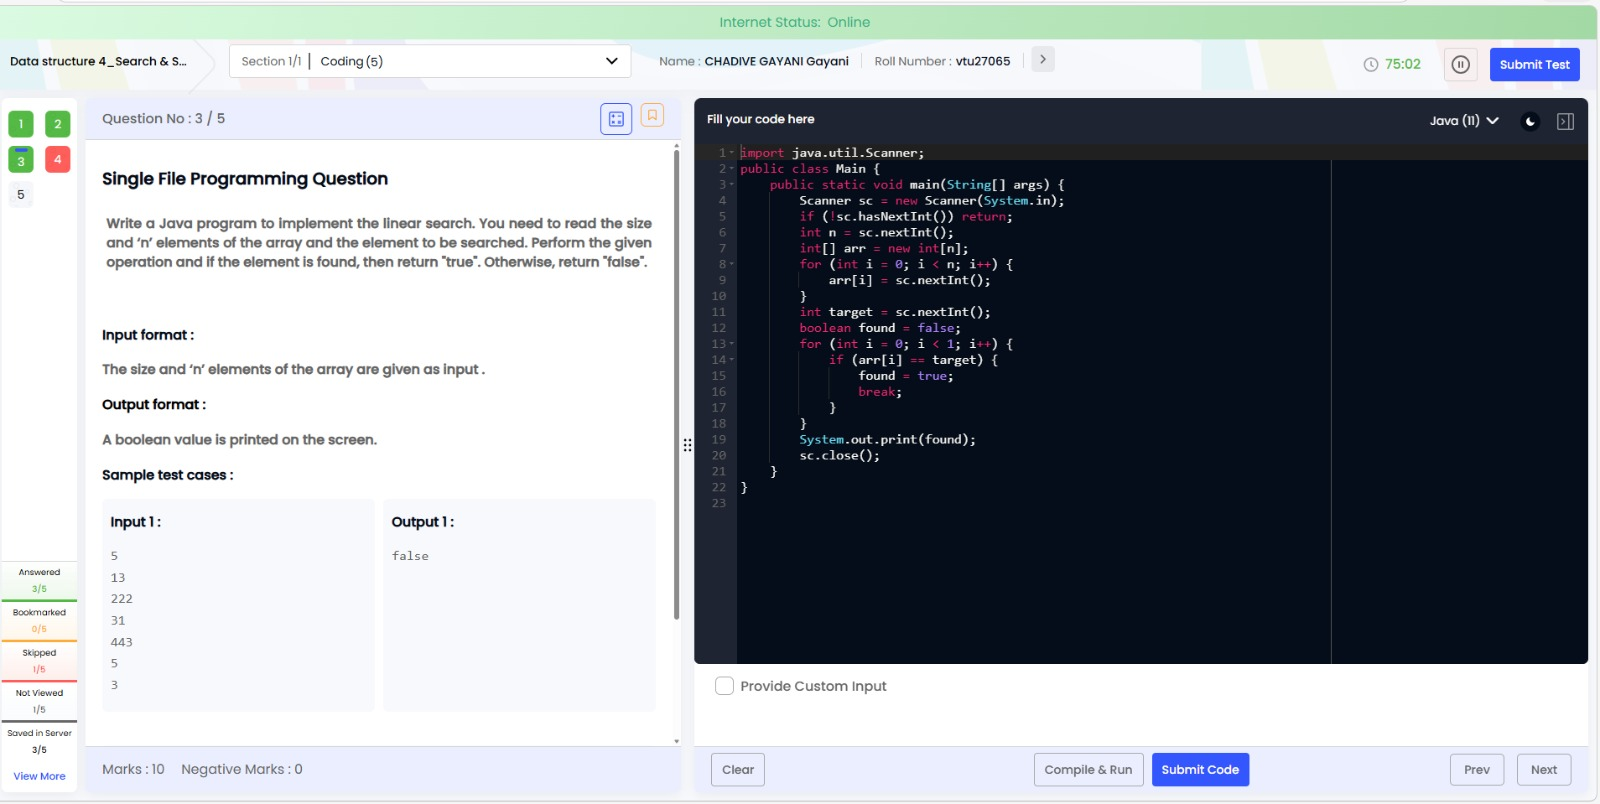 Internet Status: Online
Data structure 4_Search & S...
Section 1/1 | Coding (5)
Name : CHADIVE GAYANI Gayani
Roll Number : vtu27065
75:02
Submit Test
1
2
3
4
5
Answered
3/5
Bookmarked
0/5
Skipped
1/5
Not Viewed
1/5
Saved in Server
3/5
View More
Question No : 3 / 5
Single File Programming Question
Write a Java program to implement the linear search. You need to read the size
and ‘n’ elements of the array and the element to be searched. Perform the given
operation and if the element is found, then return "true". Otherwise, return "false".
Input format :
The size and ‘n’ elements of the array are given as input .
Output format :
A boolean value is printed on the screen.
Sample test cases :
Input 1 :
5
13
222
31
443
5
3
Output 1 :
false
Marks : 10
Negative Marks : 0
Fill your code here
Java (11)
1 import java.util.Scanner;
2 public class Main {
3 public static void main(String[] args) {
4 Scanner sc = new Scanner(System.in);
5 if (!sc.hasNextInt()) return;
6 int n = sc.nextInt();
7 int[] arr = new int[n];
8 for (int i = 0; i < n; i++) {
9 arr[i] = sc.nextInt();
10 }
11 int target = sc.nextInt();
12 boolean found = false;
13 for (int i = 0; i < 1; i++) {
14 if (arr[i] == target) {
15 found = true;
16 break;
17 }
18 }
19 System.out.print(found);
20 sc.close();
21 }
22 }
23
Provide Custom Input
Clear
Compile & Run
Submit Code
Prev
Next